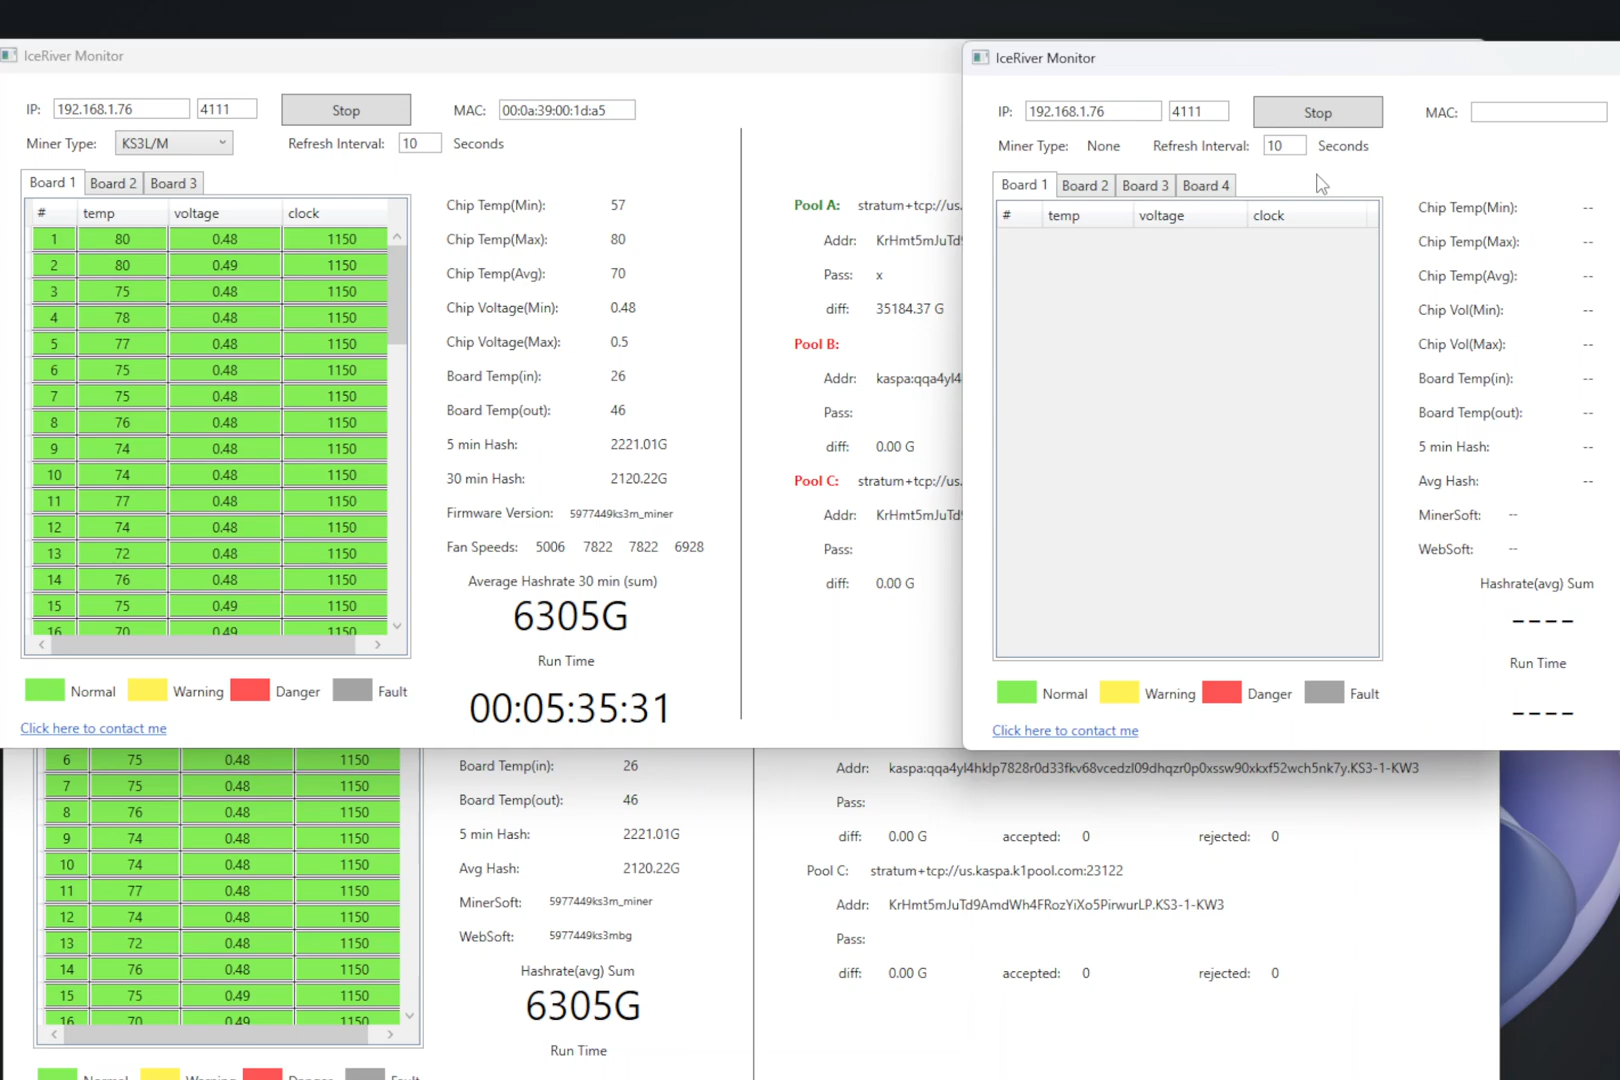 IceRiver Monitor
IP: 192.168.1.76 4111 Stop MAC: 00:0a:39:00:1d:a5
Miner Type: KS3L/M Refresh Interval: 10 Seconds
Board 1 Board 2 Board 3
# temp voltage clock
1 80 0.48 1150
2 80 0.49 1150
3 75 0.48 1150
4 78 0.48 1150
5 77 0.48 1150
6 75 0.48 1150
7 75 0.48 1150
8 76 0.48 1150
9 74 0.48 1150
10 74 0.48 1150
11 77 0.48 1150
12 74 0.48 1150
13 72 0.48 1150
14 76 0.48 1150
15 75 0.49 1150
16 70 0.49 1150
Normal Warning Danger Fault
Click here to contact me
Chip Temp(Min): 57
Chip Temp(Max): 80
Chip Temp(Avg): 70
Chip Voltage(Min): 0.48
Chip Voltage(Max): 0.5
Board Temp(in): 26
Board Temp(out): 46
5 min Hash: 2221.01G
30 min Hash: 2120.22G
Firmware Version: 5977449ks3m_miner
Fan Speeds: 5006 7822 7822 6928
Average Hashrate 30 min (sum)
6305G
Run Time
00:05:35:31
Pool A: stratum+tcp://us.
Addr: KrHmt5mJuTd9
Pass: x
diff: 35184.37 G
Pool B:
Addr: kaspa:qqa4yl4
Pass:
diff: 0.00 G
Pool C: stratum+tcp://us.
Addr: KrHmt5mJuTd9
Pass:
diff: 0.00 G
IceRiver Monitor
IP: 192.168.1.76 4111 Stop MAC:
Miner Type: None Refresh Interval: 10 Seconds
Board 1 Board 2 Board 3 Board 4
# temp voltage clock
Normal Warning Danger Fault
Click here to contact me
Chip Temp(Min): --
Chip Temp(Max): --
Chip Temp(Avg): --
Chip Vol(Min): --
Chip Vol(Max): --
Board Temp(in): --
Board Temp(out): --
5 min Hash: --
Avg Hash: --
MinerSoft: --
WebSoft: --
Hashrate(avg) Sum
----
Run Time
----
6 75 0.48 1150
7 75 0.48 1150
8 76 0.48 1150
9 74 0.48 1150
10 74 0.48 1150
11 77 0.48 1150
12 74 0.48 1150
13 72 0.48 1150
14 76 0.48 1150
15 75 0.49 1150
16 70 0.49 1150
Normal Warning Danger Fault
Board Temp(in): 26
Board Temp(out): 46
5 min Hash: 2221.01G
Avg Hash: 2120.22G
MinerSoft: 5977449ks3m_miner
WebSoft: 5977449ks3mbg
Hashrate(avg) Sum
6305G
Run Time
Addr: kaspa:qqa4yl4hklp7828r0d33fkv68vcedzl09dhqzr0p0xssw90xkxf52wch5nk7y.KS3-1-KW3
Pass:
diff: 0.00 G accepted: 0 rejected: 0
Pool C: stratum+tcp://us.kaspa.k1pool.com:23122
Addr: KrHmt5mJuTd9AmdWh4FRozYiXo5PirwurLP.KS3-1-KW3
Pass:
diff: 0.00 G accepted: 0 rejected: 0